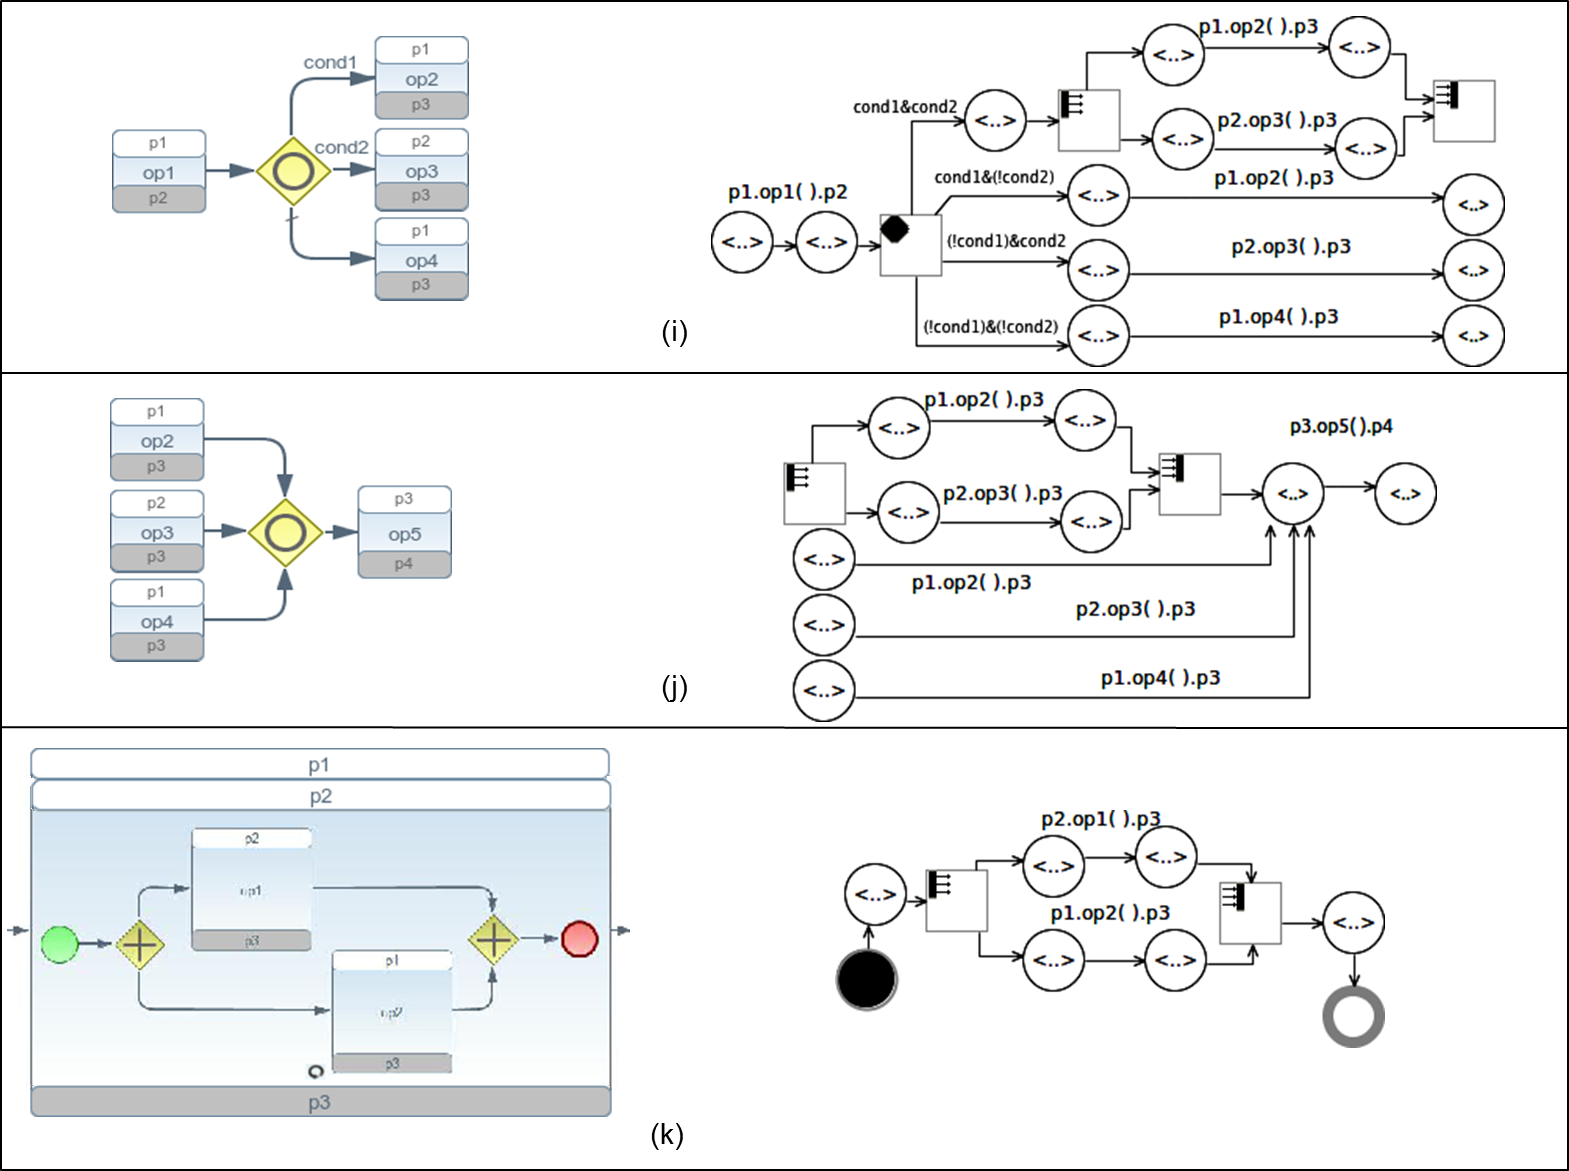 p1
op2
p3
cond1
p1
op1
p2
cond2
p2
op3
p3
p1
op4
p3
p1.op1( ).p2
<..>
<..>
cond1&cond2
<..>
<..>
p1.op2( ).p3
<..>
<..>
p2.op3( ).p3
<..>
cond1&(!cond2)
<..>
p1.op2( ).p3
<..>
(!cond1)&cond2
<..>
p2.op3( ).p3
<..>
(!cond1)&(!cond2)
<..>
p1.op4( ).p3
<..>
(i)
p1
op2
p3
p2
op3
p3
p1
op4
p3
p3
op5
p4
<..>
p1.op2( ).p3
<..>
<..>
p2.op3( ).p3
<..>
<..>
p3.op5().p4
<..>
<..>
p1.op2( ).p3
<..>
p2.op3( ).p3
<..>
p1.op4( ).p3
(j)
p1
p2
p2
op1
p3
p1
op2
p3
p3
<..>
p2.op1( ).p3
<..>
<..>
p1.op2( ).p3
<..>
<..>
<..>
(k)